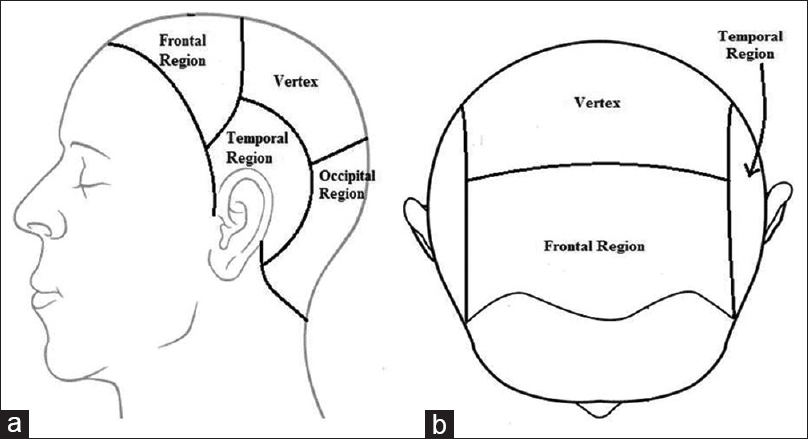 Frontal
Region
Vertex
Temporal
Region
Occipital
Region
a
Temporal
Region
Vertex
Frontal Region
b